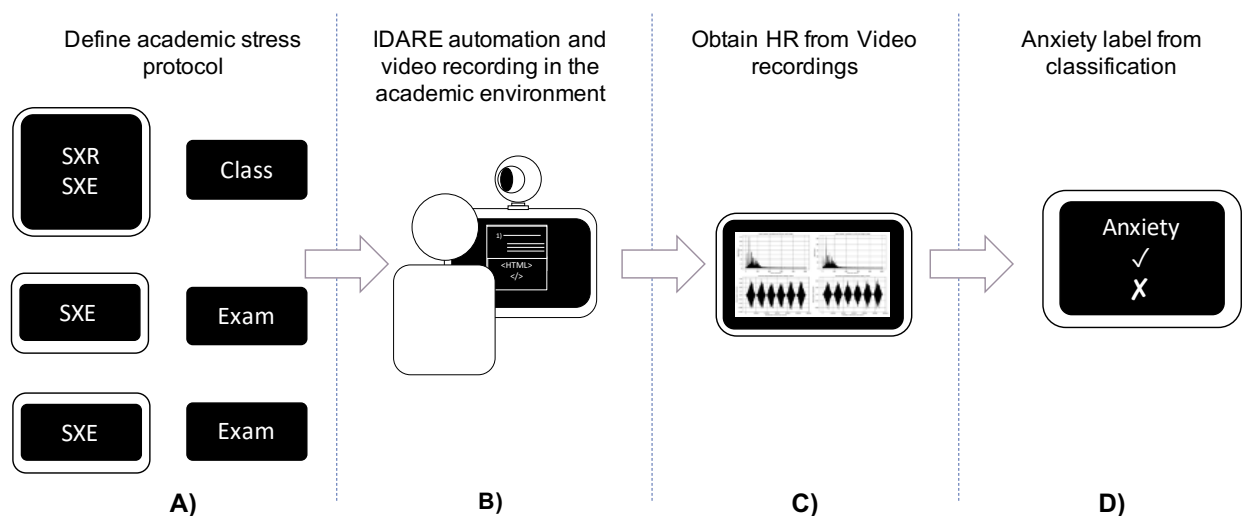 Define academic stress
protocol
IDARE automation and
video recording in the
academic environment
Obtain HR from Video
recordings
Anxiety label from
classification
SXR
SXE
Class
SXE
Exam
SXE
Exam
1)
<HTML>
</>
Anxiety
✓
✗
A)
B)
C)
D)